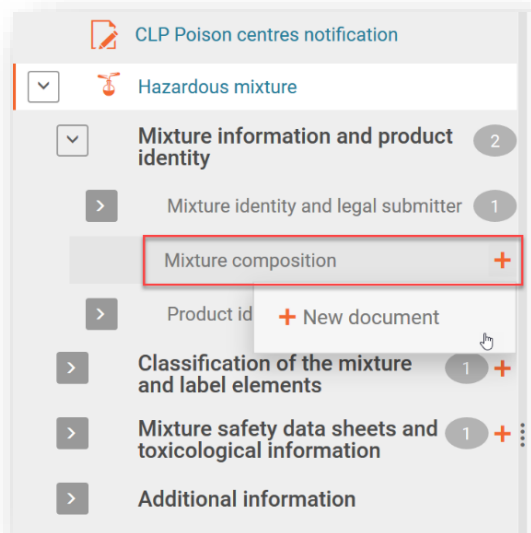 CLP Poison centres notification
Hazardous mixture
Mixture information and product
identity
2
Mixture identity and legal submitter
1
Mixture composition
+
Product id
+ New document
Classification of the mixture
and label elements
1
+
Mixture safety data sheets and
toxicological information
1
+
Additional information